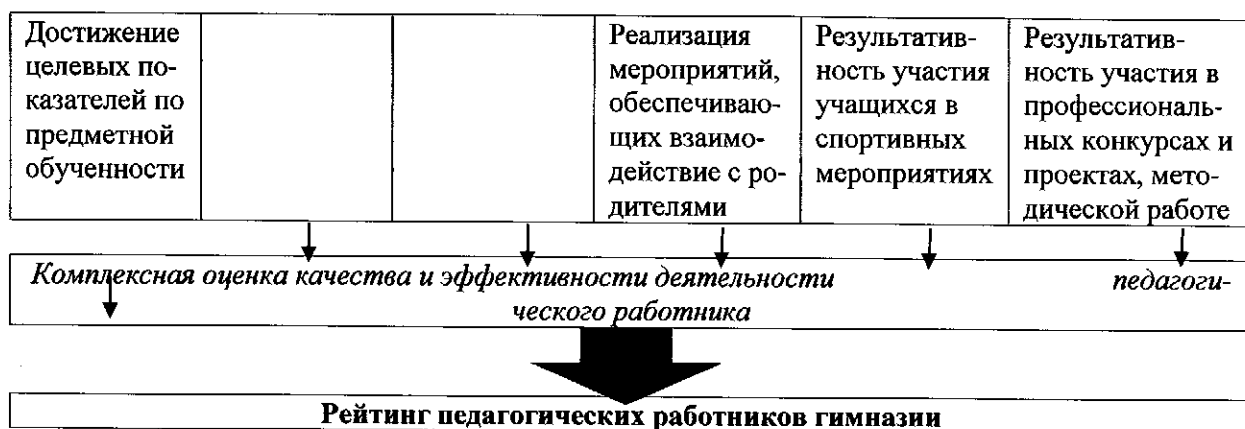 Достижение
целевых по-
казателей по
предметной
обученности
Реализация
мероприятий,
обеспечиваю-
щих взаимо-
действие с ро-
дителями
Результатив-
ность участия
учащихся в
спортивных
мероприятиях
Результатив-
ность участия в
профессиональ-
ных конкурсах и
проектах, мето-
дической работе
Комплексная оценка качества и эффективности деятельности педагоги-
ческого работника
Рейтинг педагогических работников гимназии